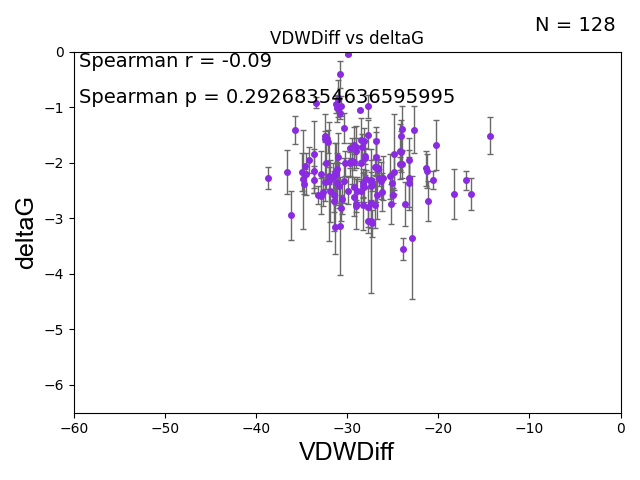 N = 128
VDWDiff vs deltaG
Spearman r = -0.09
Spearman p = 0.29268354636595995
deltaG
0
−1
−2
−3
−4
−5
−6
−60 −50 −40 −30 −20 −10 0
VDWDiff